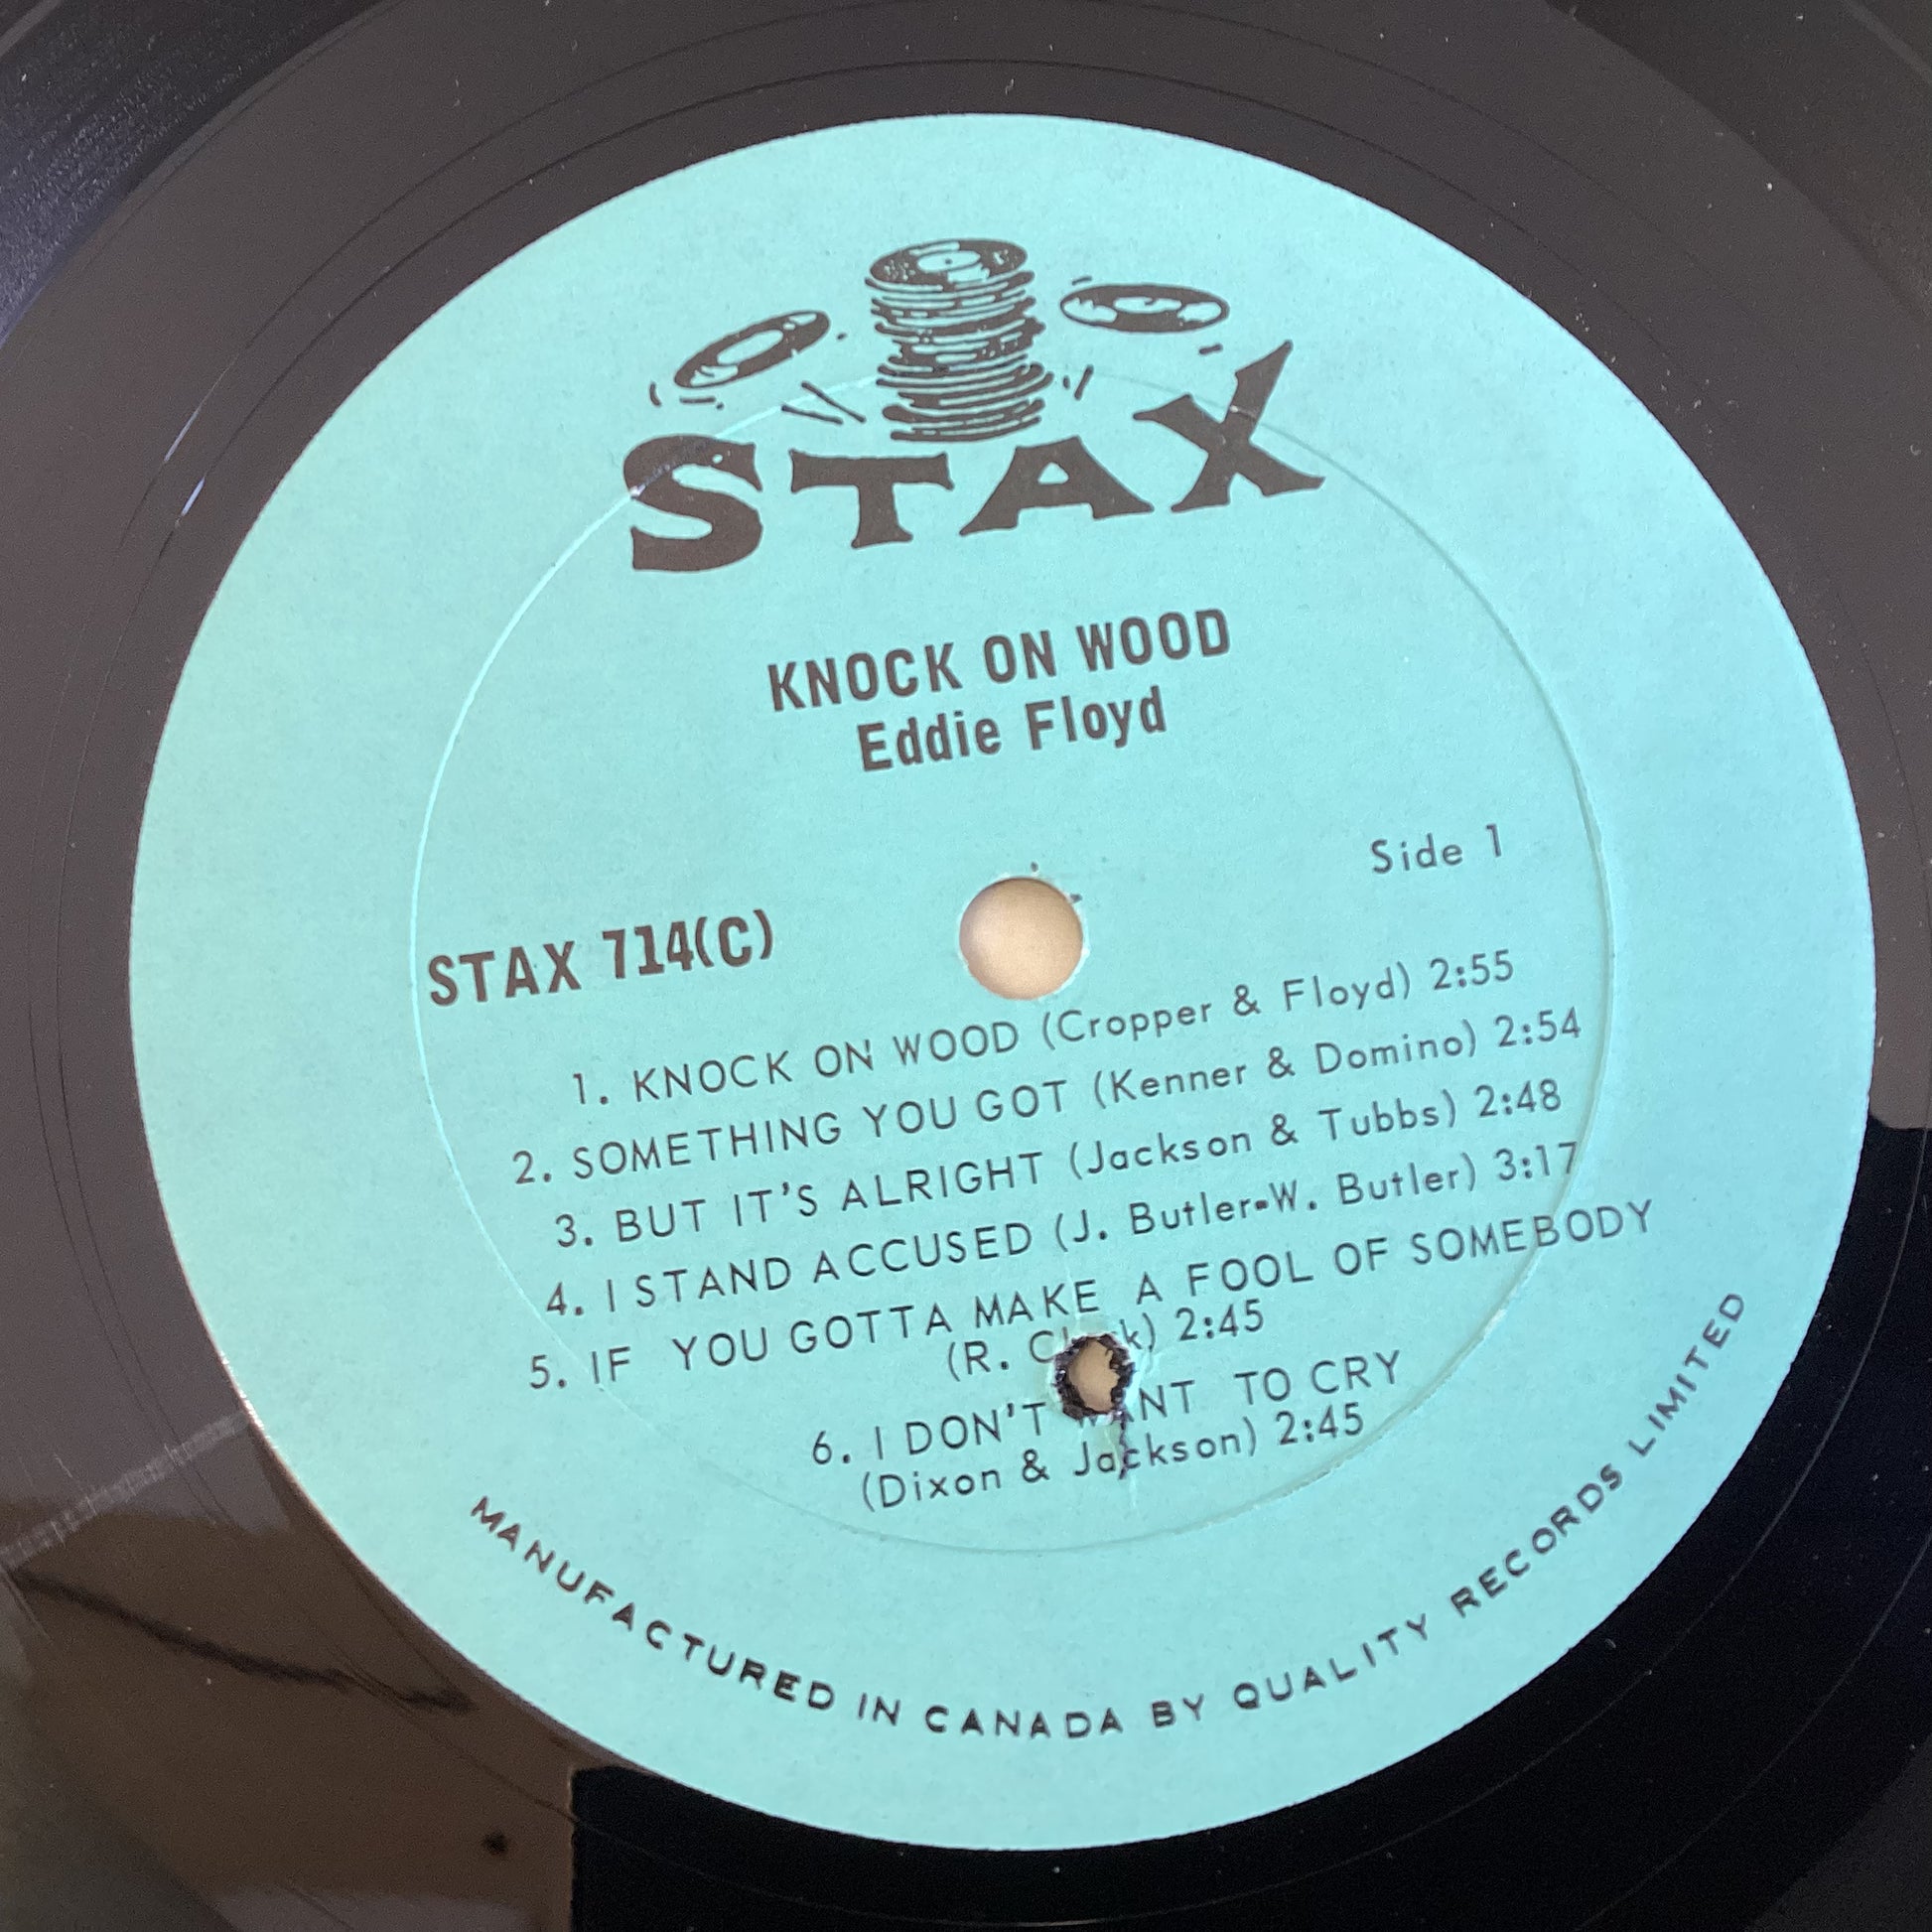 STAX
KNOCK ON WOOD
Eddie Floyd
Side 1
STAX 714(C)
1. KNOCK ON WOOD (Cropper & Floyd) 2:55
2. SOMETHING YOU GOT (Kenner & Domino) 2:54
3. BUT IT'S ALRIGHT (Jackson & Tubbs) 2:48
4. I STAND ACCUSED (J. Butler-W. Butler) 3:17
5. IF YOU GOTTA MAKE A FOOL OF SOMEBODY
(R. 2:45
6. I DON'T WANT TO CRY
(Dixon & Jackson) 2:45
MANUFACTURED IN CANADA BY QUALITY RECORDS LIMITED